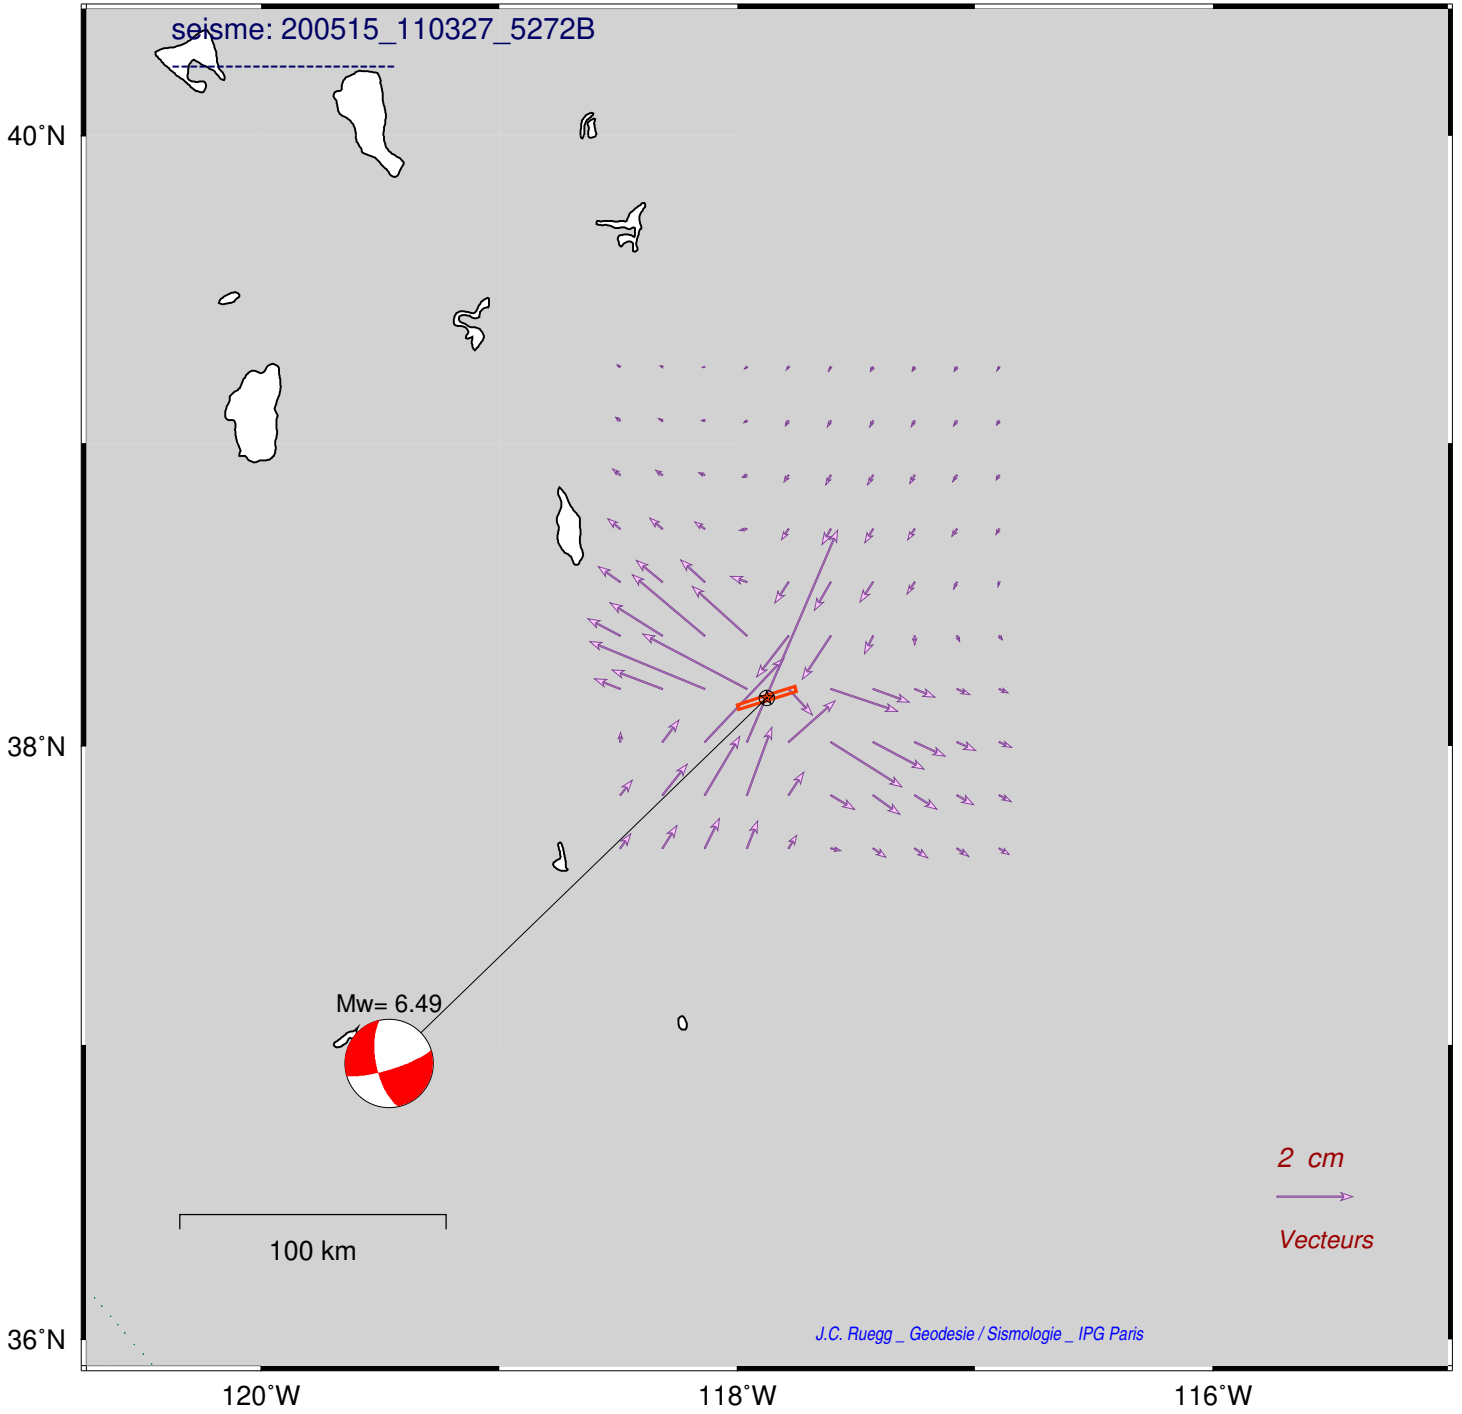 seisme: 200515_110327_5272B
40°N
38°N
Mw= 6.49
2 cm
Vecteurs
100 km
J.C. Ruegg _ Geodesie / Sismologie _ IPG Paris
36°N
120°W
118°W
116°W